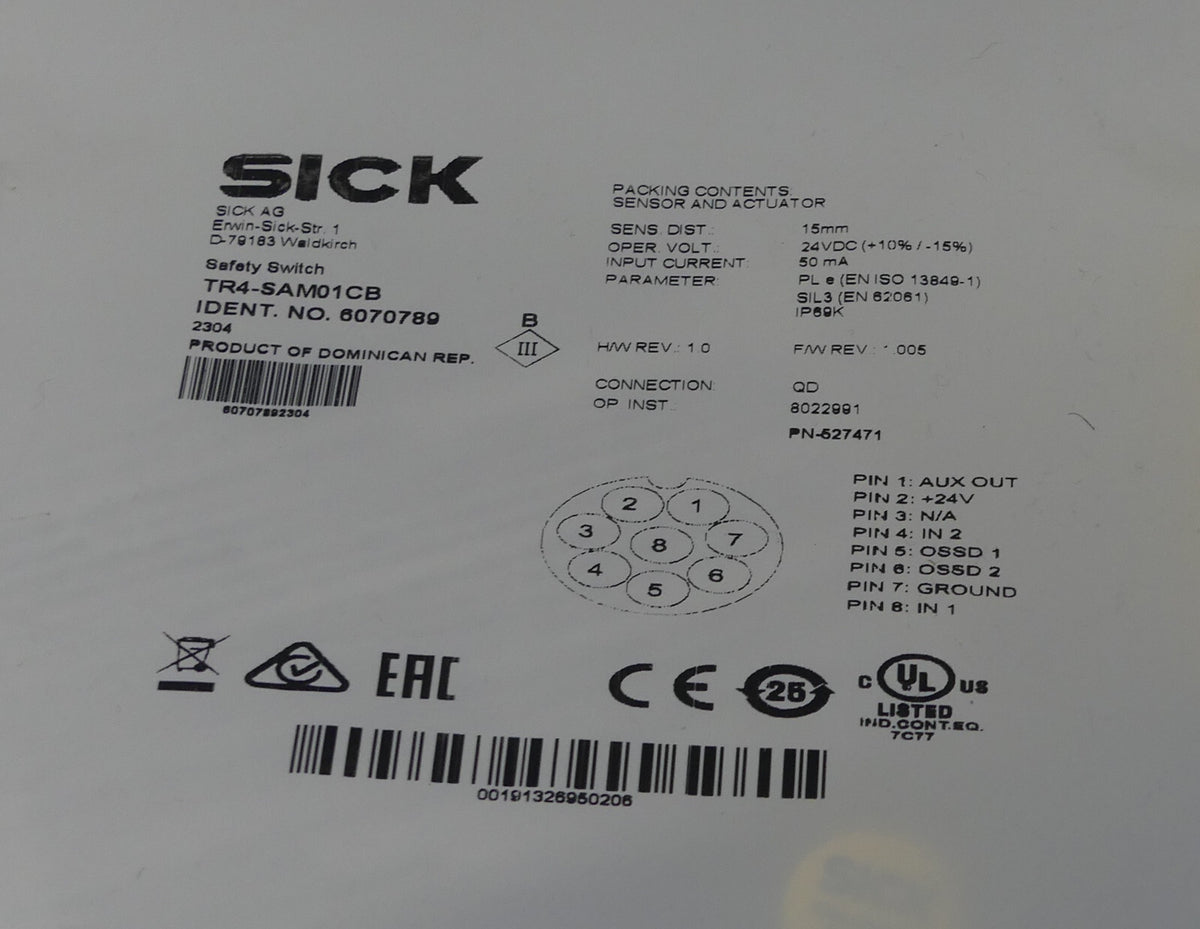 SICK
SICK AG
Erwin-Sick-Str. 1
D-79183 Waldkirch
Safety Switch
TR4-SAM01CB
IDENT. NO. 6070789
2304
PRODUCT OF DOMINICAN REP.
60707892304
B
III
PACKING CONTENTS:
SENSOR AND ACTUATOR
SENS. DIST.: 15mm
OPER. VOLT.: 24VDC (+10% / -15%)
INPUT CURRENT: 50 mA
PARAMETER: PL e (EN ISO 13849-1)
SIL3 (EN 62061)
IP69K
H/W REV.: 1.0 F/W REV.: 1.005
CONNECTION: QD
OP. INST.: 8022991
PN-527471
2 1
3 8 7
4 5 6
PIN 1: AUX OUT
PIN 2: +24V
PIN 3: N/A
PIN 4: IN 2
PIN 5: OSSD 1
PIN 6: OSSD 2
PIN 7: GROUND
PIN 8: IN 1
EAC
CE
25
C UL US
LISTED
IND.CONT.EQ.
7C77
00191326950206